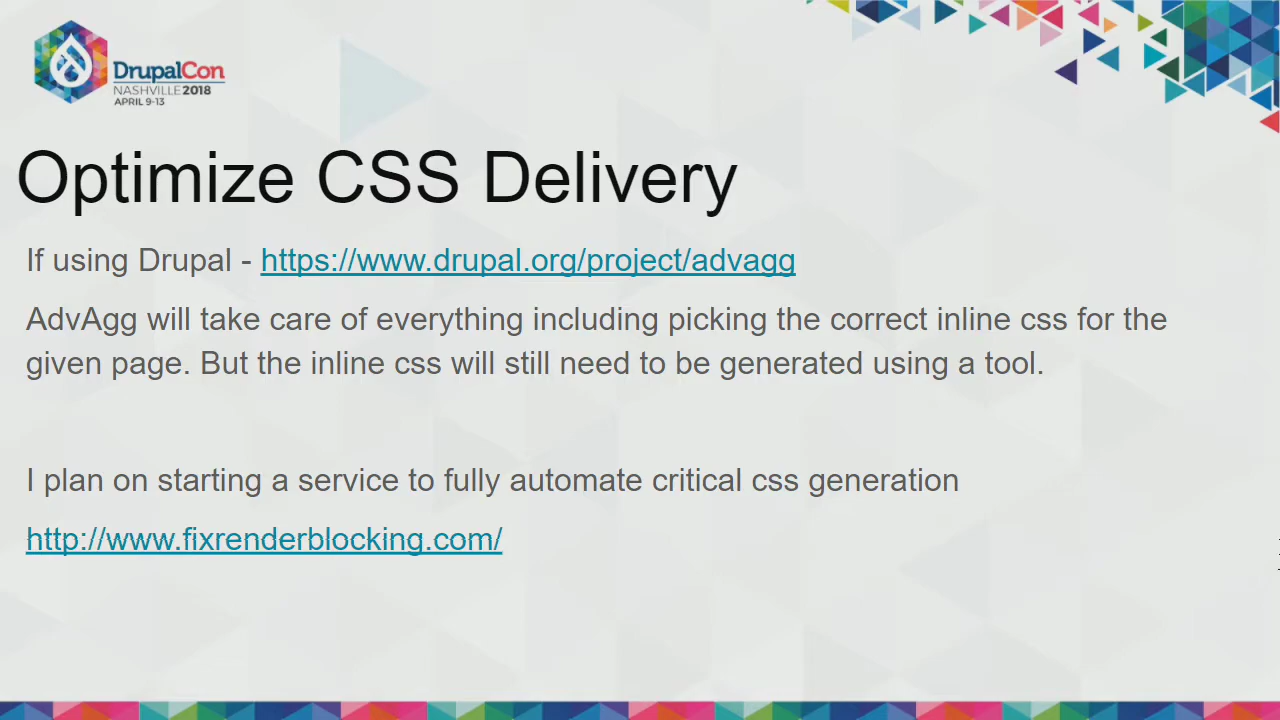 DrupalCon
NASHVILLE 2018
APRIL 9-13
Optimize CSS Delivery
If using Drupal - https://www.drupal.org/project/advagg
AdvAgg will take care of everything including picking the correct inline css for the
given page. But the inline css will still need to be generated using a tool.
I plan on starting a service to fully automate critical css generation
http://www.fixrenderblocking.com/